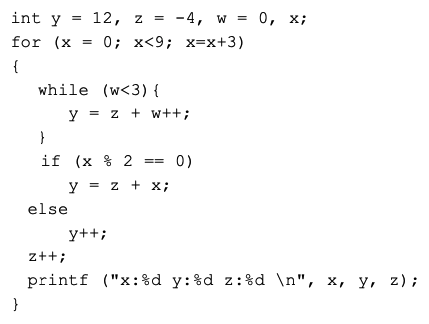 int y = 12, z = -4, w = 0, x;
for (x = 0; x<9; x=x+3)
{
while (w<3){
y = z + w++;
}
if (x % 2 == 0)
y = z + x;
else
y++;
z++;
printf ("x:%d y:%d z:%d \n", x, y, z);
}